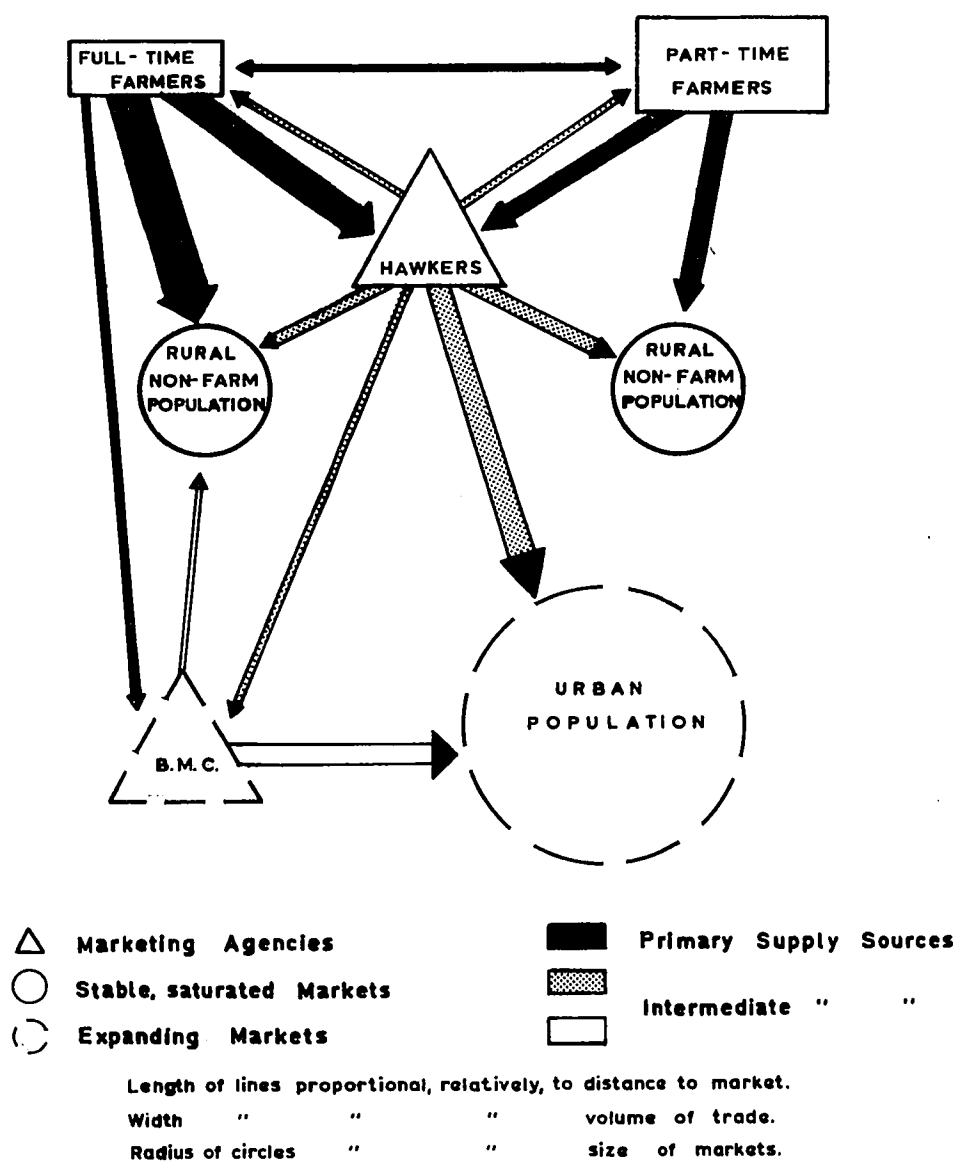 FULL-TIME
FARMERS
PART-TIME
FARMERS
HAWKERS
RURAL
NON-FARM
POPULATION
RURAL
NON-FARM
POPULATION
URBAN
POPULATION
B.M.C.
Marketing Agencies
Stable, saturated Markets
Expanding Markets
Primary Supply Sources
Intermediate " "
Length of lines proportional, relatively, to distance to market.
Width " " " volume of trade.
Radius of circles " " size of markets.